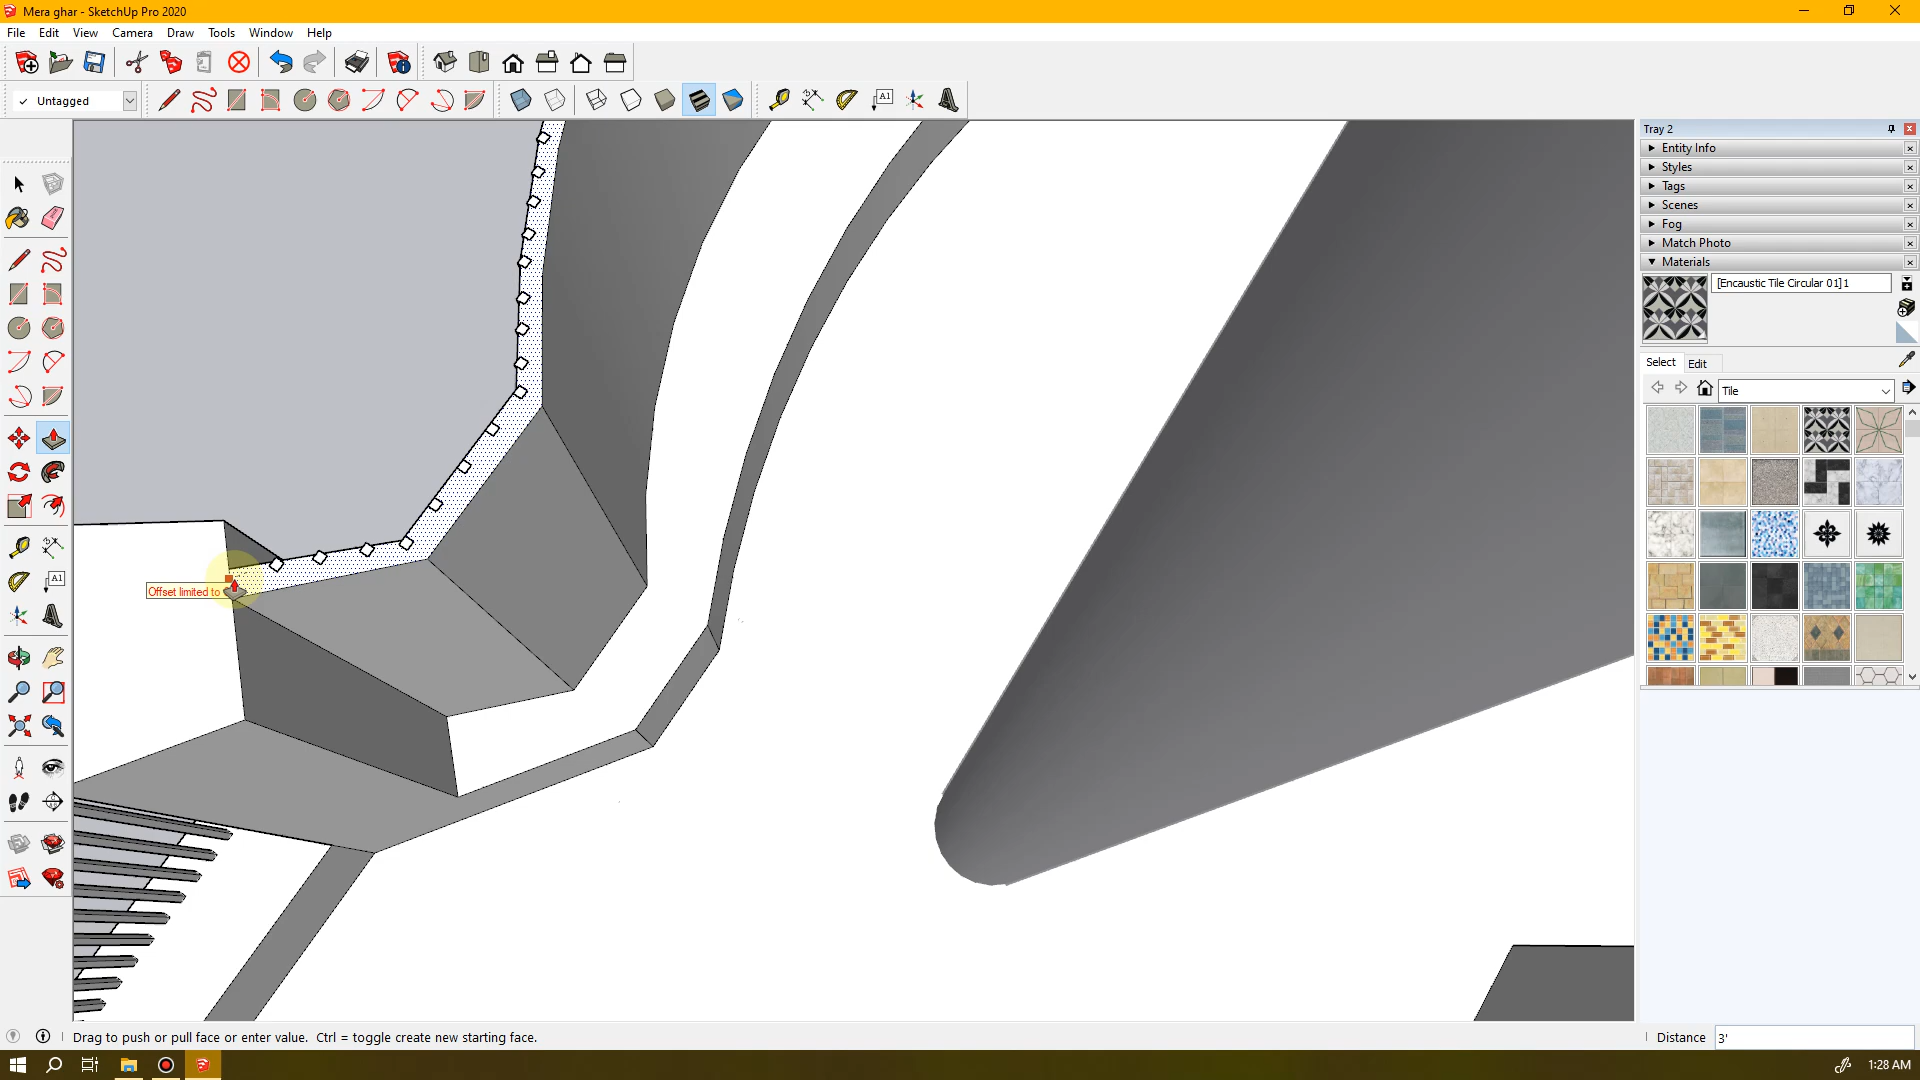 Mera ghar - SketchUp Pro 2020
File Edit View Camera Draw Tools Window Help
✓ Untagged
A1
Tray 2
Entity Info
Styles
Tags
Scenes
Fog
Match Photo
Materials
[Encaustic Tile Circular 01]1
Select Edit
Tile
A1
Offset limited to
Drag to push or pull face or enter value. Ctrl = toggle create new starting face.
Distance 3'
1:28 AM